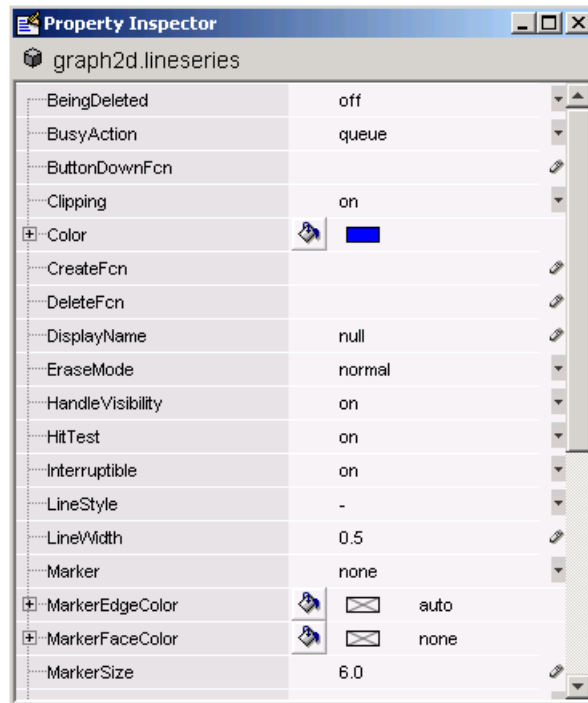 Property Inspector
graph2d.lineseries
BeingDeleted off
BusyAction queue
ButtonDownFcn
Clipping on
Color
CreateFcn
DeleteFcn
DisplayName null
EraseMode normal
HandleVisibility on
HitTest on
Interruptible on
LineStyle -
LineWidth 0.5
Marker none
MarkerEdgeColor auto
MarkerFaceColor none
MarkerSize 6.0